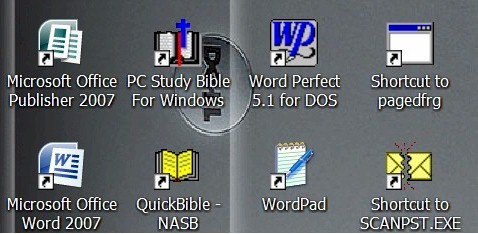 Microsoft Office
Publisher 2007
PC Study Bible
For Windows
WP
Word Perfect
5.1 for DOS
Shortcut to
pagedfrg
W
Microsoft Office
Word 2007
QuickBible -
NASB
WordPad
Shortcut to
SCANPST.EXE